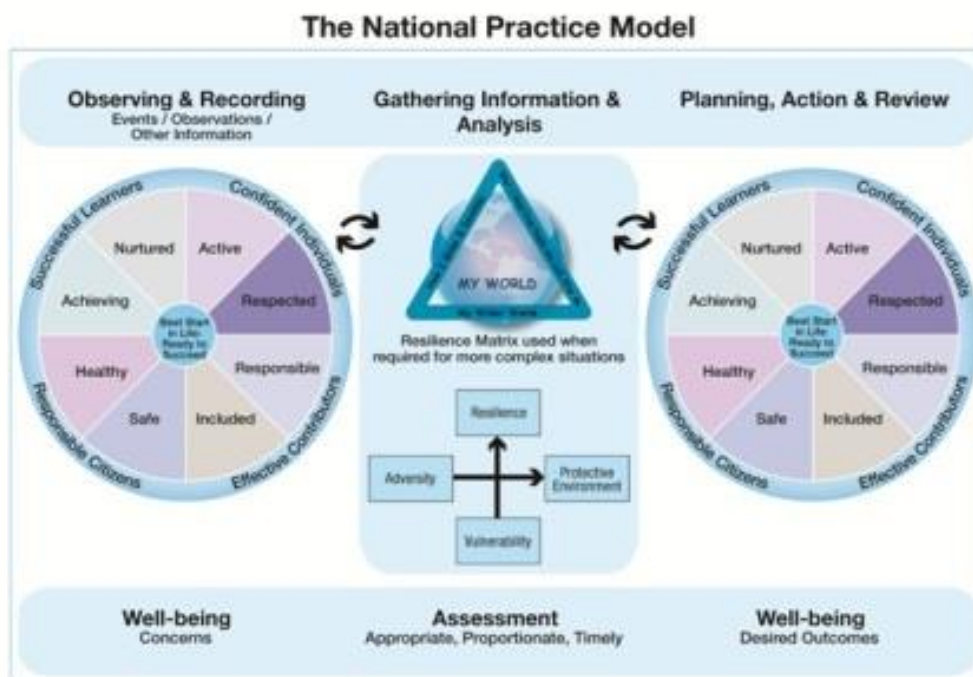 The National Practice Model
Observing & Recording
Events / Observations /
Other Information
Gathering Information &
Analysis
Planning, Action & Review
Successful Learners
Confident Individuals
Nurtured
Active
Achieving
Respected
Best Start
in Life-
Ready to
Succeed
Healthy
Responsible
Safe
Included
Responsible Citizens
Effective Contributors
MY WORLD
Resilience Matrix used when
required for more complex situations
Resilience
Adversity
Protective
Environment
Vulnerability
Successful Learners
Confident Individuals
Nurtured
Active
Achieving
Respected
Best Start
in Life-
Ready to
Succeed
Healthy
Responsible
Safe
Included
Responsible Citizens
Effective Contributors
Well-being
Concerns
Assessment
Appropriate, Proportionate, Timely
Well-being
Desired Outcomes